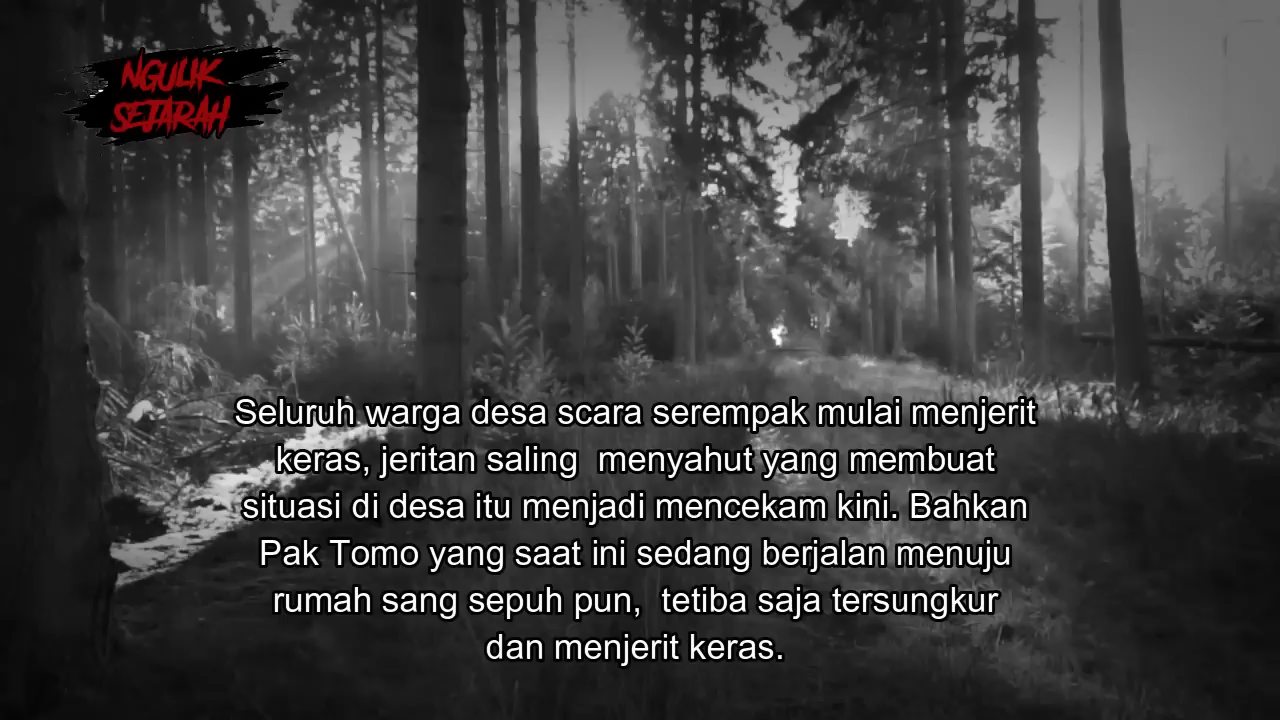 NGULIK
SEJARAH
Seluruh warga desa scara serempak mulai menjerit
keras, jeritan saling  menyahut yang membuat
situasi di desa itu menjadi mencekam kini. Bahkan
Pak Tomo yang saat ini sedang berjalan menuju
rumah sang sepuh pun,  tetiba saja tersungkur
dan menjerit keras.